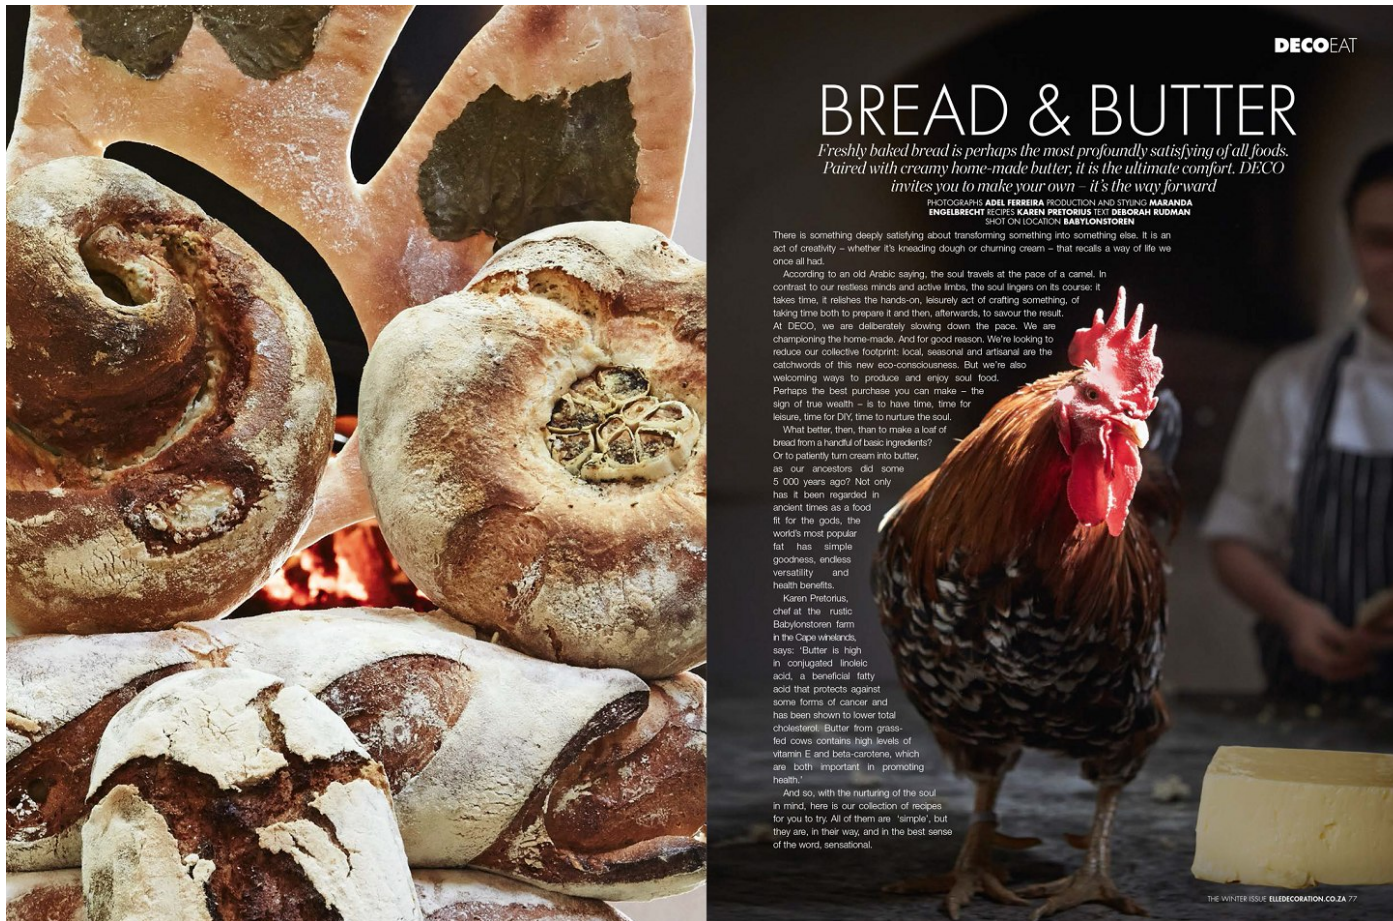 DECOEAT
BREAD & BUTTER
Freshly baked bread is perhaps the most profoundly satisfying of all foods.
Paired with creamy home-made butter, it is the ultimate comfort. DECO
invites you to make your own – it's the way forward
PHOTOGRAPHS ADEL FERREIRA PRODUCTION AND STYLING MARANDA
ENGELBRECHT RECIPES KAREN PRETORIUS TEXT DEBORAH RUDMAN
SHOT ON LOCATION BABYLONSTOREN
There is something deeply satisfying about transforming something into something else. It is an
act of creativity – whether it's kneading dough or churning cream – that recalls a way of life we
once all had.
According to an old Arabic saying, the soul travels at the pace of a camel. In
contrast to our restless minds and active limbs, the soul lingers on its course: it
takes time, it relishes the hands-on, leisurely act of crafting something, of
taking time both to prepare it and then, afterwards, to savour the result.
At DECO, we are deliberately slowing down the pace. We are
championing the home-made. And for good reason. We're looking to
reduce our collective footprint: local, seasonal and artisanal are the
catchwords of this new eco-consciousness. But we're also
welcoming ways to produce and enjoy soul food.
Perhaps the best purchase you can make – the
sign of true wealth – is to have time, time for
leisure, time for DIY, time to nurture the soul.
What better, then, than to make a loaf of
bread from a handful of basic ingredients?
Or to patiently turn cream into butter,
as our ancestors did some
5 000 years ago? Not only
has it been regarded in
ancient times as a food
fit for the gods, the
world's most popular
fat has simple
goodness, endless
versatility and
health benefits.
Karen Pretorius,
chef at the rustic
Babylonstoren farm
in the Cape winelands,
says: 'Butter is high
in conjugated linoleic
acid, a beneficial fatty
acid that protects against
some forms of cancer and
has been shown to lower total
cholesterol. Butter from grass-
fed cows contains high levels of
vitamin E and beta-carotene, which
are both important in promoting
health.'
And so, with the nurturing of the soul
in mind, here is our collection of recipes
for you to try. All of them are 'simple', but
they are, in their way, and in the best sense
of the word, sensational.
THE WINTER ISSUE ELLEDECORATION.CO.ZA 77